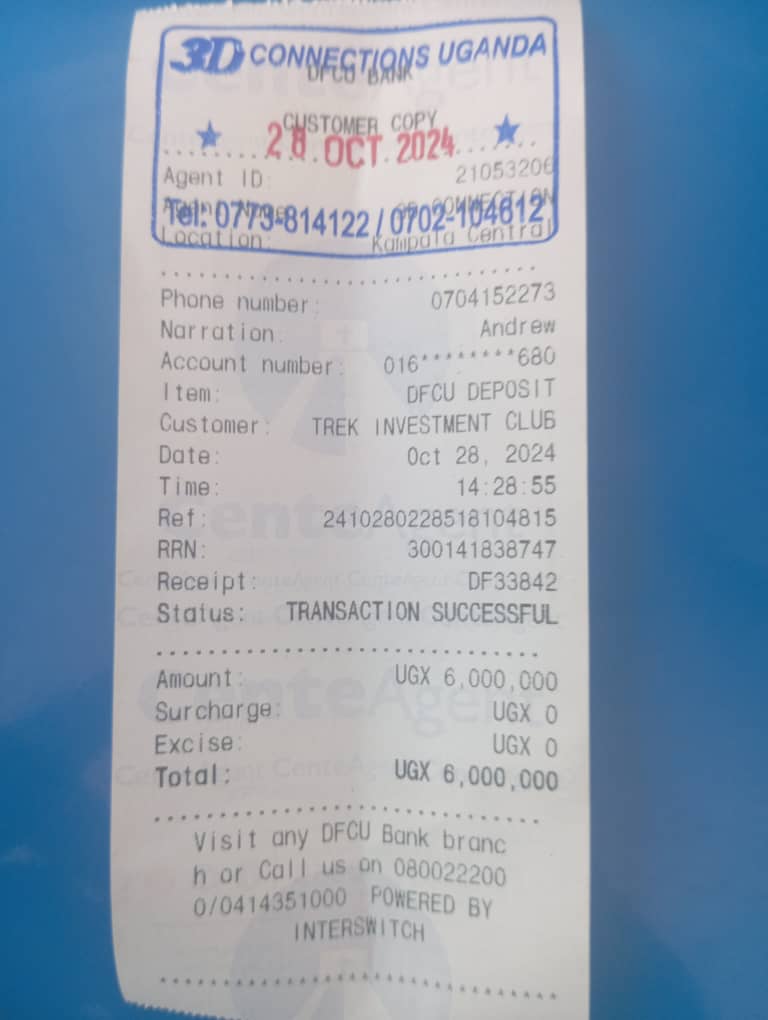 3D CONNECTIONS UGANDA
DFCU BANK
CUSTOMER COPY
28 OCT 2024
Agent ID: 21053206
Tel: 0773-814122 / 0702-104612
Location: Kampala Central
Phone number: 0704152273
Narration: Andrew
Account number: 016********680
Item: DFCU DEPOSIT
Customer: TREK INVESTMENT CLUB
Date: Oct 28, 2024
Time: 14:28:55
Ref: 2410280228518104815
RRN: 300141838747
Receipt: DF33842
Status: TRANSACTION SUCCESSFUL
Amount: UGX 6,000,000
Surcharge: UGX 0
Excise: UGX 0
Total: UGX 6,000,000
Visit any DFCU Bank branc
h or Call us on 080022200
0/0414351000 POWERED BY
INTERSWITCH